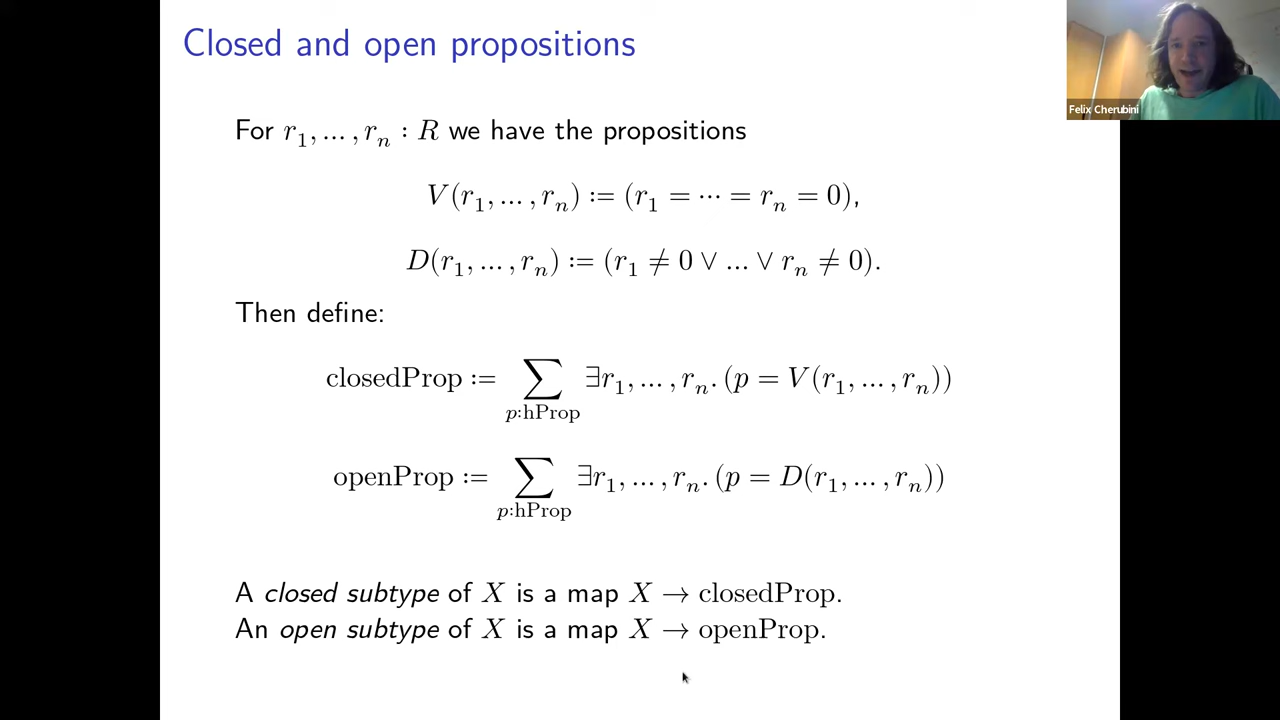 Closed and open propositions
Felix Cherubini
For r₁, … , rₙ : R we have the propositions
V(r₁, … , rₙ) :≡ (r₁ = ⋯ = rₙ = 0),
D(r₁, … , rₙ) :≡ (r₁ ≠ 0 ∨ … ∨ rₙ ≠ 0).
Then define:
closedProp :≡ ∑_{p:hProp} ∃r₁, … , rₙ. (p = V(r₁, … , rₙ))
openProp :≡ ∑_{p:hProp} ∃r₁, … , rₙ. (p = D(r₁, … , rₙ))
A closed subtype of X is a map X → closedProp.
An open subtype of X is a map X → openProp.